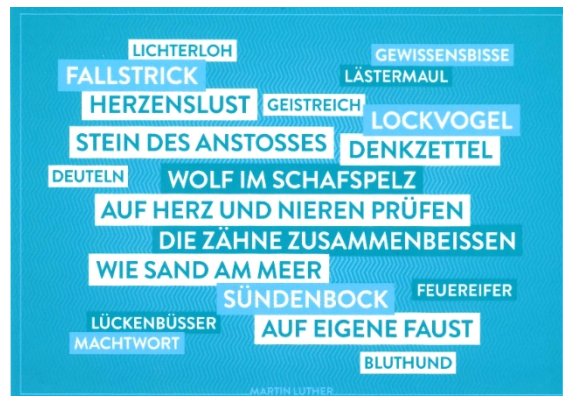 LICHTERLOH
GEWISSENSBISSE
FALLSTRICK
LÄSTERMAUL
HERZENSLUST
GEISTREICH
LOCKVOGEL
STEIN DES ANSTOSSES
DENKZETTEL
DEUTELN
WOLF IM SCHAFSPELZ
AUF HERZ UND NIEREN PRÜFEN
DIE ZÄHNE ZUSAMMENBEISSEN
WIE SAND AM MEER
SÜNDENBOCK
FEUEREIFER
LÜCKENBÜSSER
AUF EIGENE FAUST
MACHTWORT
BLUTHUND
MARTIN LUTHER